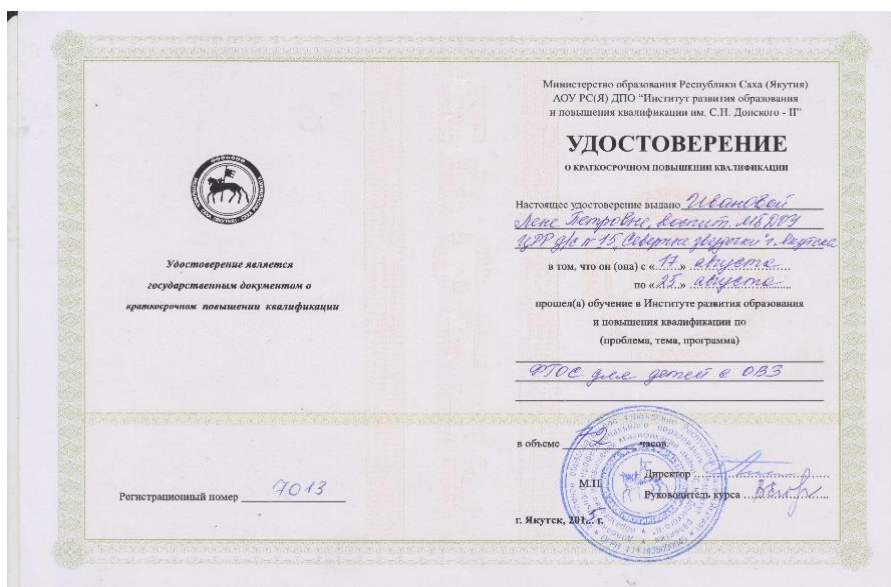 Удостоверение является
государственным документом о
краткосрочном повышении квалификации
Регистрационный номер 7013
Министерство образования Республики Саха (Якутия)
АОУ РС(Я) ДПО "Институт развития образования
и повышения квалификации им. С.Н. Донского - II"
УДОСТОВЕРЕНИЕ
О КРАТКОСРОЧНОМ ПОВЫШЕНИИ КВАЛИФИКАЦИИ
Настоящее удостоверение выдано Ивановой
Лене Петровне, воспит. МБДОУ
ЦРР д/с №15 "Северные звездочки" г. Якутска
в том, что он (она) с «17» августа
по «25» августа
прошел(а) обучение в Институте развития образования
и повышения квалификации по
(проблема, тема, программа)
ФГОС для детей с ОВЗ
в объеме 72 часов
М.П. Директор
Руководитель курса
г. Якутск, 2015 г.